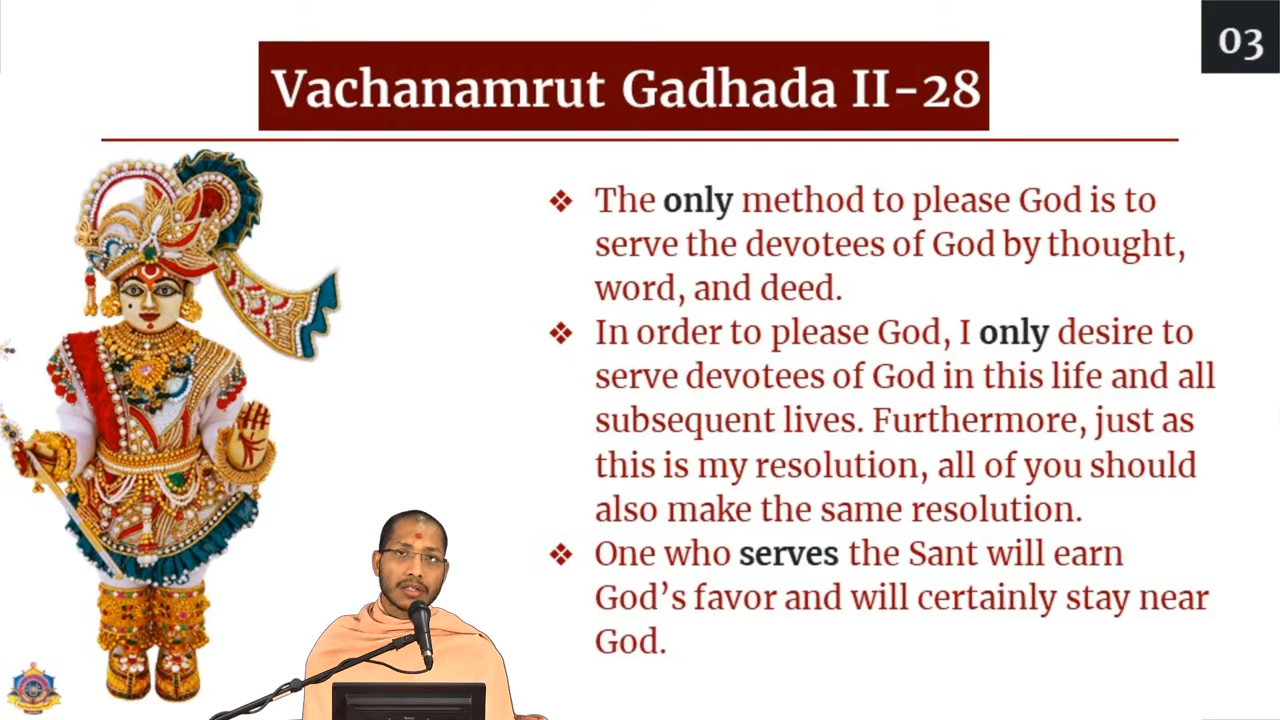 03
Vachanamrut Gadhada II-28
❖ The only method to please God is to
serve the devotees of God by thought,
word, and deed.
❖ In order to please God, I only desire to
serve devotees of God in this life and all
subsequent lives. Furthermore, just as
this is my resolution, all of you should
also make the same resolution.
❖ One who serves the Sant will earn
God’s favor and will certainly stay near
God.